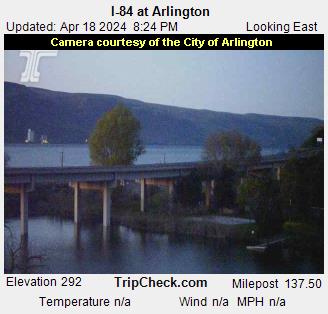 I-84 at Arlington
Updated: Apr 18 2024 8:24 PM Looking East
Camera courtesy of the City of Arlington
Elevation 292 TripCheck.com Milepost 137.50
Temperature n/a Wind n/a MPH n/a